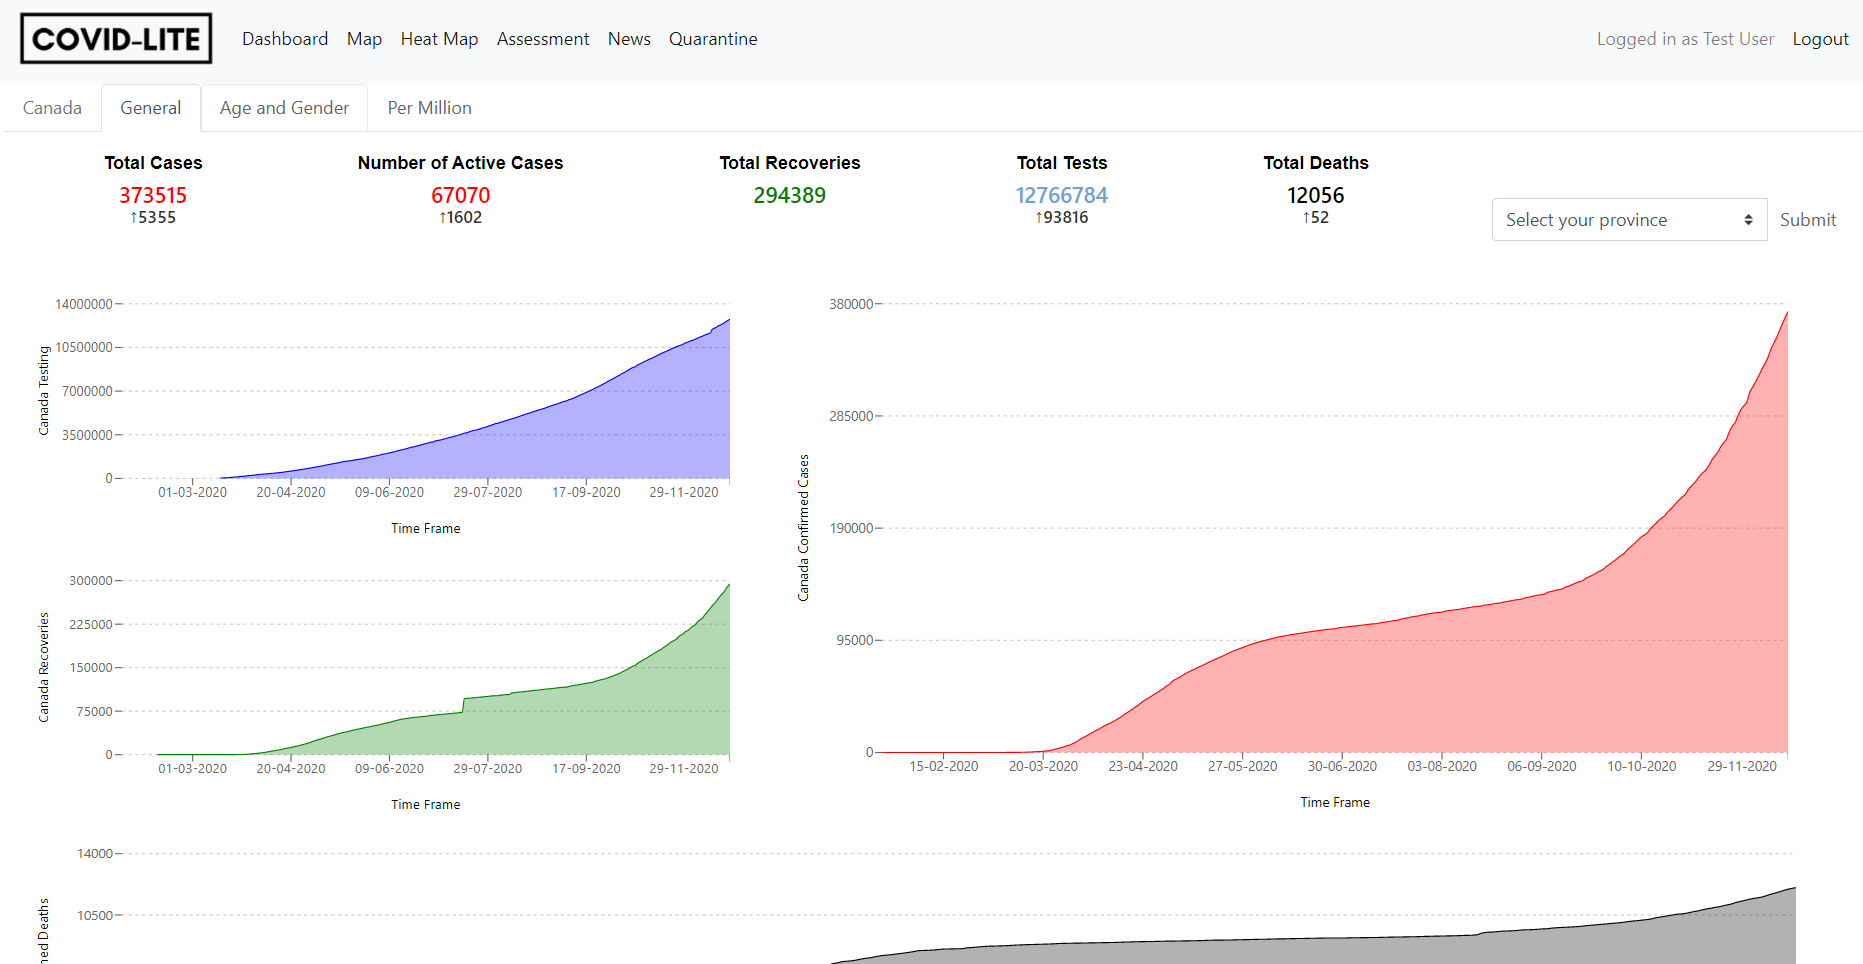 COVID-LITE
Dashboard Map Heat Map Assessment News Quarantine
Logged in as Test User Logout
Canada General Age and Gender Per Million
Total Cases
373515
↑5355
Number of Active Cases
67070
↑1602
Total Recoveries
294389
Total Tests
12766784
↑93816
Total Deaths
12056
↑52
Select your province Submit
Canada Testing
14000000
10500000
7000000
3500000
0
01-03-2020 20-04-2020 09-06-2020 29-07-2020 17-09-2020 29-11-2020
Time Frame
Canada Recoveries
300000
225000
150000
75000
0
01-03-2020 20-04-2020 09-06-2020 29-07-2020 17-09-2020 29-11-2020
Time Frame
Canada Confirmed Cases
380000
285000
190000
95000
0
15-02-2020 20-03-2020 23-04-2020 27-05-2020 30-06-2020 03-08-2020 06-09-2020 10-10-2020 29-11-2020
Time Frame
ned Deaths
14000
10500